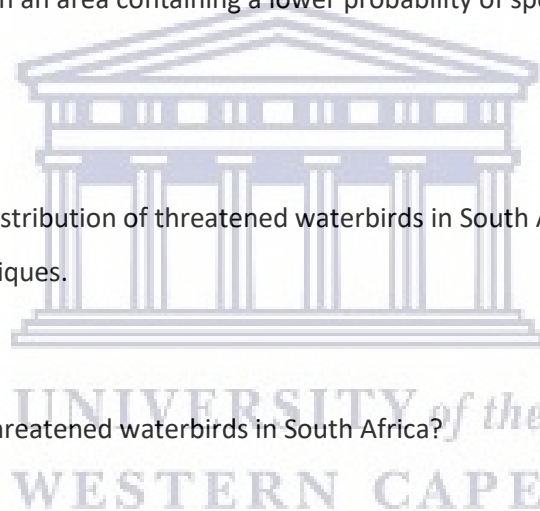 n an area containing a lower probability of spe
stribution of threatened waterbirds in South A
iques.
UNIVERSITY of the
hreatened waterbirds in South Africa?
WESTERN CAPE